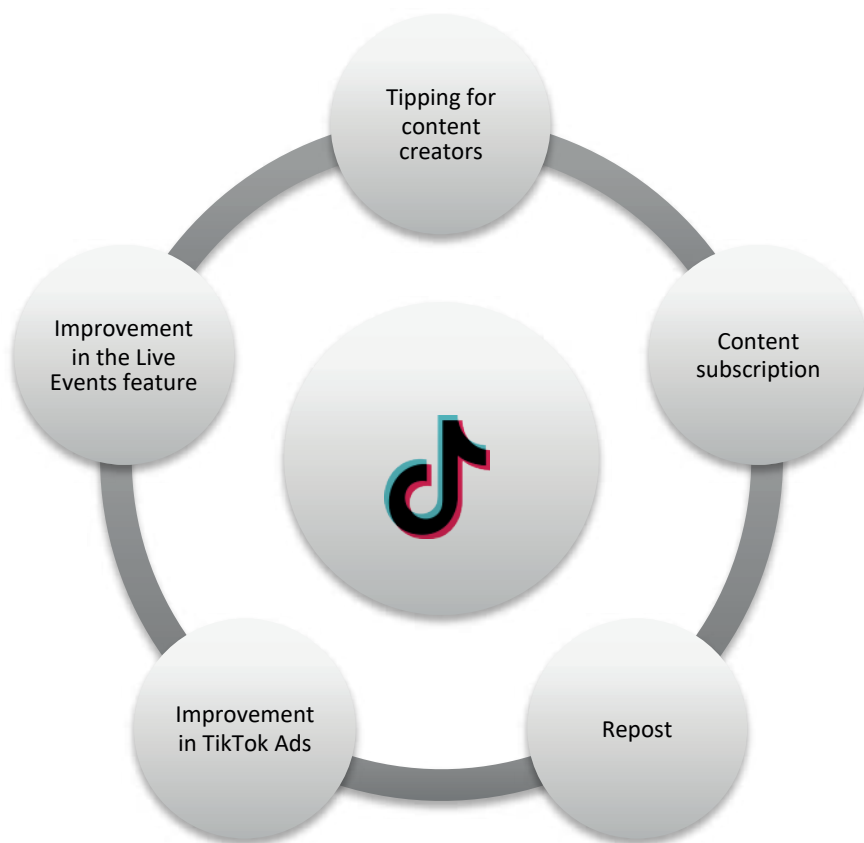 Tipping for
content
creators
Content
subscription
Repost
Improvement
in TikTok Ads
Improvement
in the Live
Events feature